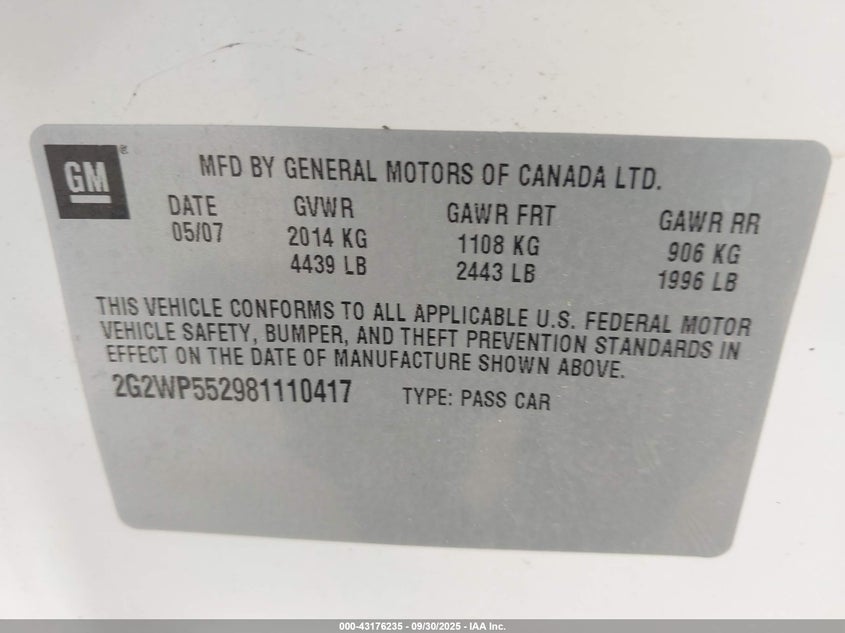 GM®
MFD BY GENERAL MOTORS OF CANADA LTD.
DATE GVWR GAWR FRT GAWR RR
05/07 2014 KG 1108 KG 906 KG
4439 LB 2443 LB 1996 LB
THIS VEHICLE CONFORMS TO ALL APPLICABLE U.S. FEDERAL MOTOR
VEHICLE SAFETY, BUMPER, AND THEFT PREVENTION STANDARDS IN
EFFECT ON THE DATE OF MANUFACTURE SHOWN ABOVE.
2G2WP552981110417 TYPE: PASS CAR
000-43176235 - 09/30/2025 - IAA Inc.